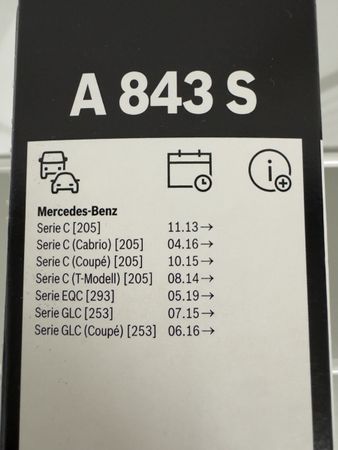 A 843 S
i
Mercedes-Benz
Serie C [205] 11.13→
Serie C (Cabrio) [205] 04.16→
Serie C (Coupé) [205] 10.15→
Serie C (T-Modell) [205] 08.14→
Serie EQC [293] 05.19→
Serie GLC [253] 07.15→
Serie GLC (Coupé) [253] 06.16→